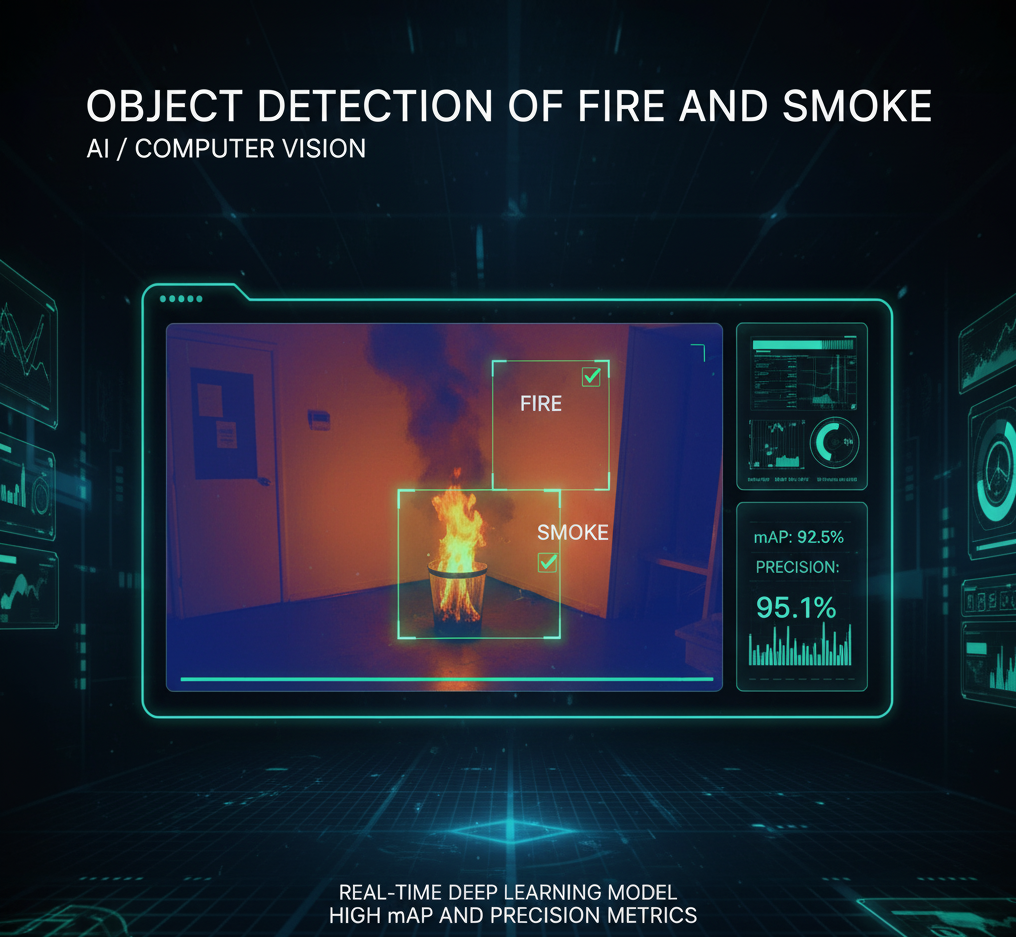 OBJECT DETECTION OF FIRE AND SMOKE
AI / COMPUTER VISION
FIRE
SMOKE
mAP: 92.5%
PRECISION:
95.1%
REAL-TIME DEEP LEARNING MODEL
HIGH mAP AND PRECISION METRICS